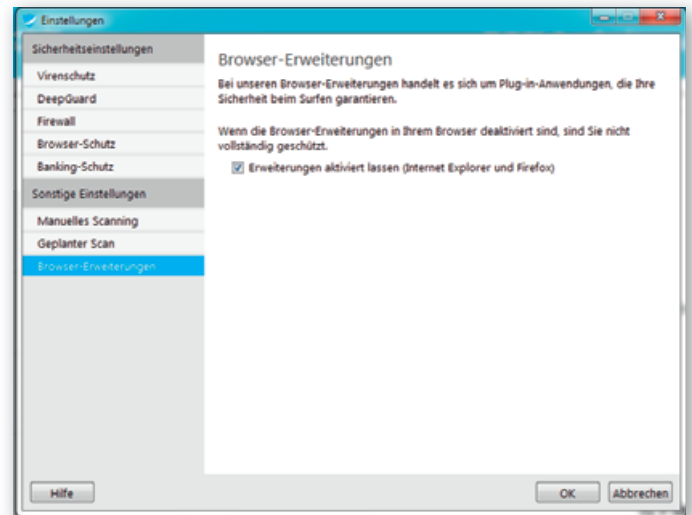 Einstellungen
Sicherheitseinstellungen
Virenschutz
DeepGuard
Firewall
Browser-Schutz
Banking-Schutz
Sonstige Einstellungen
Manuelles Scanning
Geplanter Scan
Browser-Erweiterungen
Browser-Erweiterungen
Bei unseren Browser-Erweiterungen handelt es sich um Plug-in-Anwendungen, die Ihre
Sicherheit beim Surfen garantieren.
Wenn die Browser-Erweiterungen in Ihrem Browser deaktiviert sind, sind Sie nicht
vollständig geschützt.
Erweiterungen aktiviert lassen (Internet Explorer und Firefox)
Hilfe
OK
Abbrechen